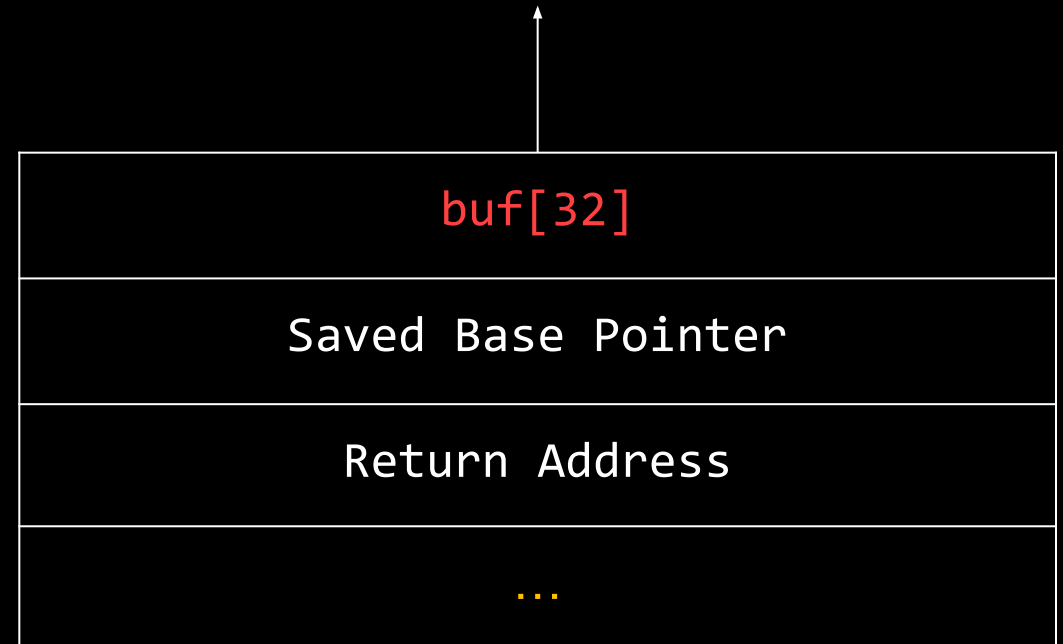 buf[32]
Saved Base Pointer
Return Address
...